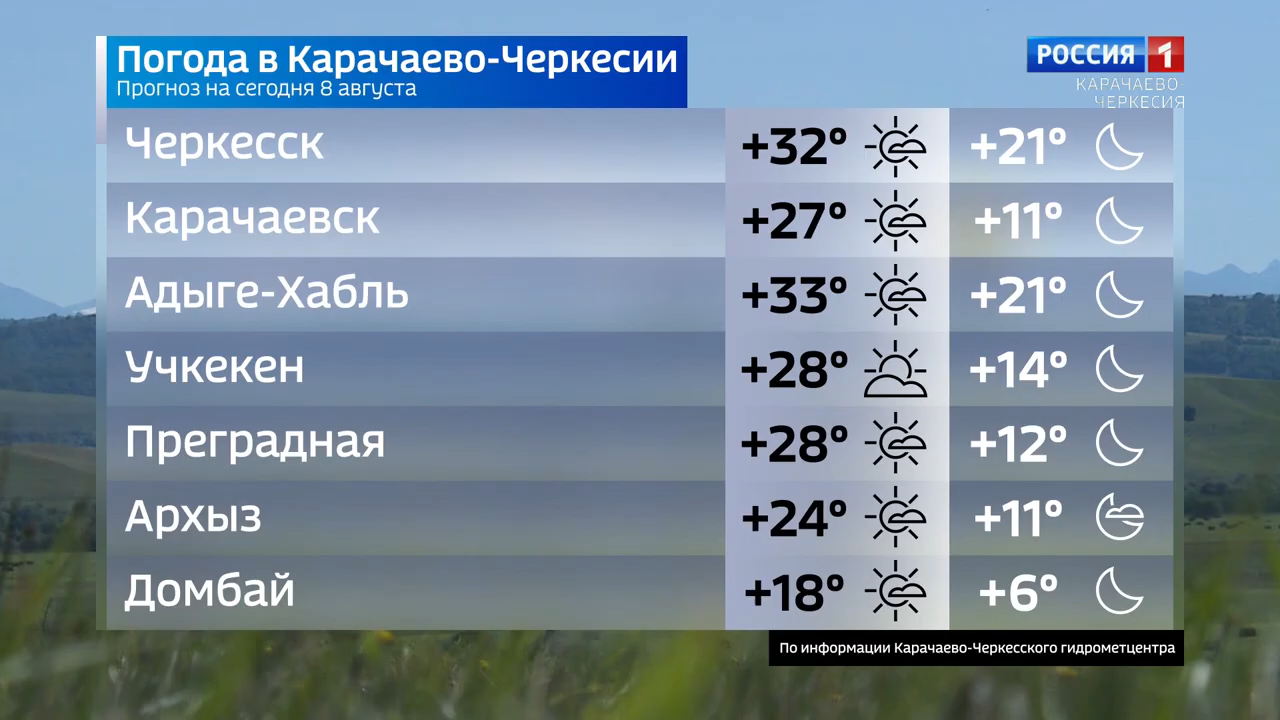 Погода в Карачаево-Черкесии
Прогноз на сегодня 8 августа
РОССИЯ 1
КАРАЧАЕВО-
ЧЕРКЕСИЯ
Черкесск +32° +21°
Карачаевск +27° +11°
Адыге-Хабль +33° +21°
Учкекен +28° +14°
Преградная +28° +12°
Архыз +24° +11°
Домбай +18° +6°
По информации Карачаево-Черкесского гидрометцентра